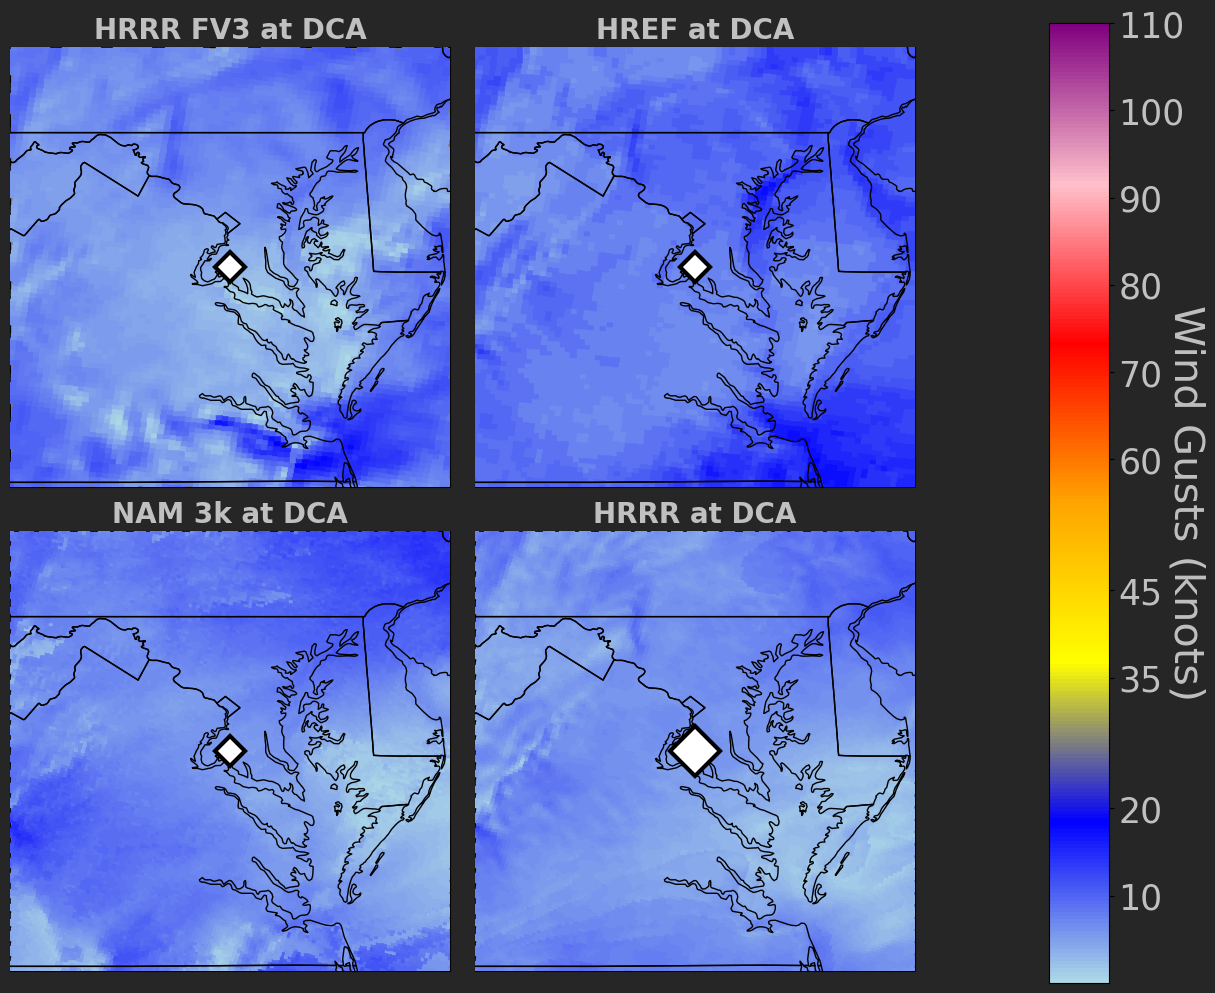 HRRR FV3 at DCA
HREF at DCA
NAM 3k at DCA
HRRR at DCA
110
100
90
80
70
60
45
35
20
10
Wind Gusts (knots)